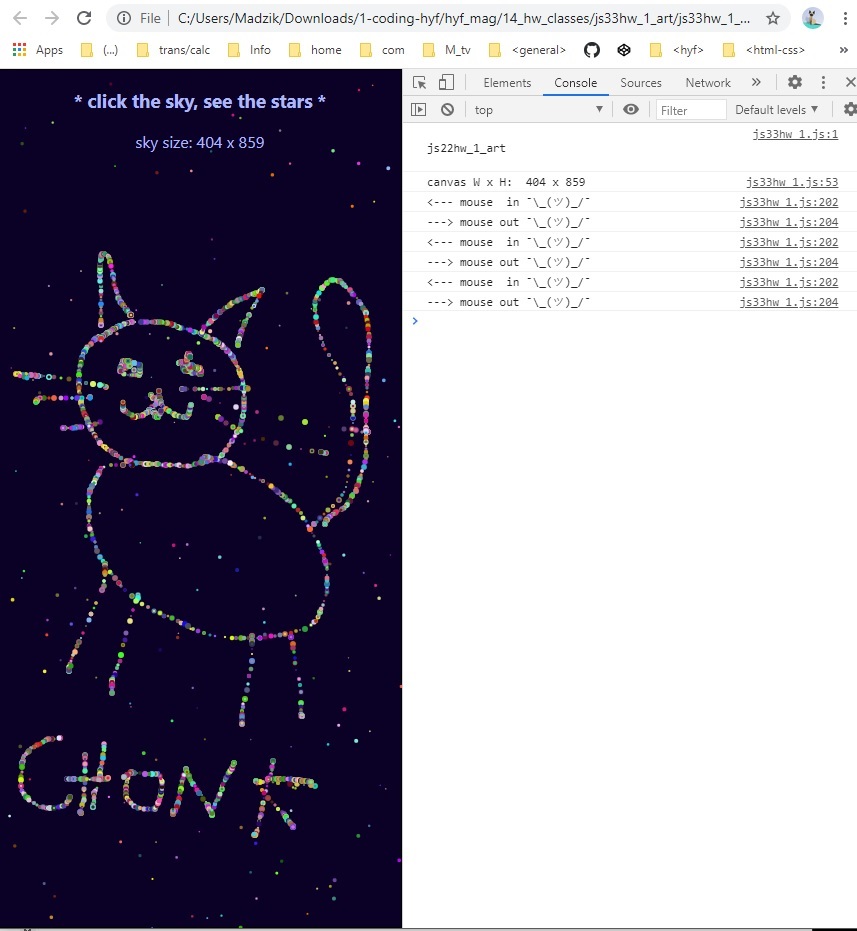 File | C:/Users/Madzik/Downloads/1-coding-hyf/hyf_mag/14_hw_classes/js33hw_1_art/js33hw_1_...
Apps (...) trans/calc Info home com M_tv <general> <hyf> <html-css> »
* click the sky, see the stars *
sky size: 404 x 859
CHONK
Elements Console Sources Network »
top Filter Default levels
js33hw_1.js:1
js22hw_1_art
canvas W x H:  404 x 859 js33hw_1.js:53
<--- mouse  in ¯\_(ツ)_/¯ js33hw_1.js:202
---> mouse out ¯\_(ツ)_/¯ js33hw_1.js:204
<--- mouse  in ¯\_(ツ)_/¯ js33hw_1.js:202
---> mouse out ¯\_(ツ)_/¯ js33hw_1.js:204
<--- mouse  in ¯\_(ツ)_/¯ js33hw_1.js:202
---> mouse out ¯\_(ツ)_/¯ js33hw_1.js:204